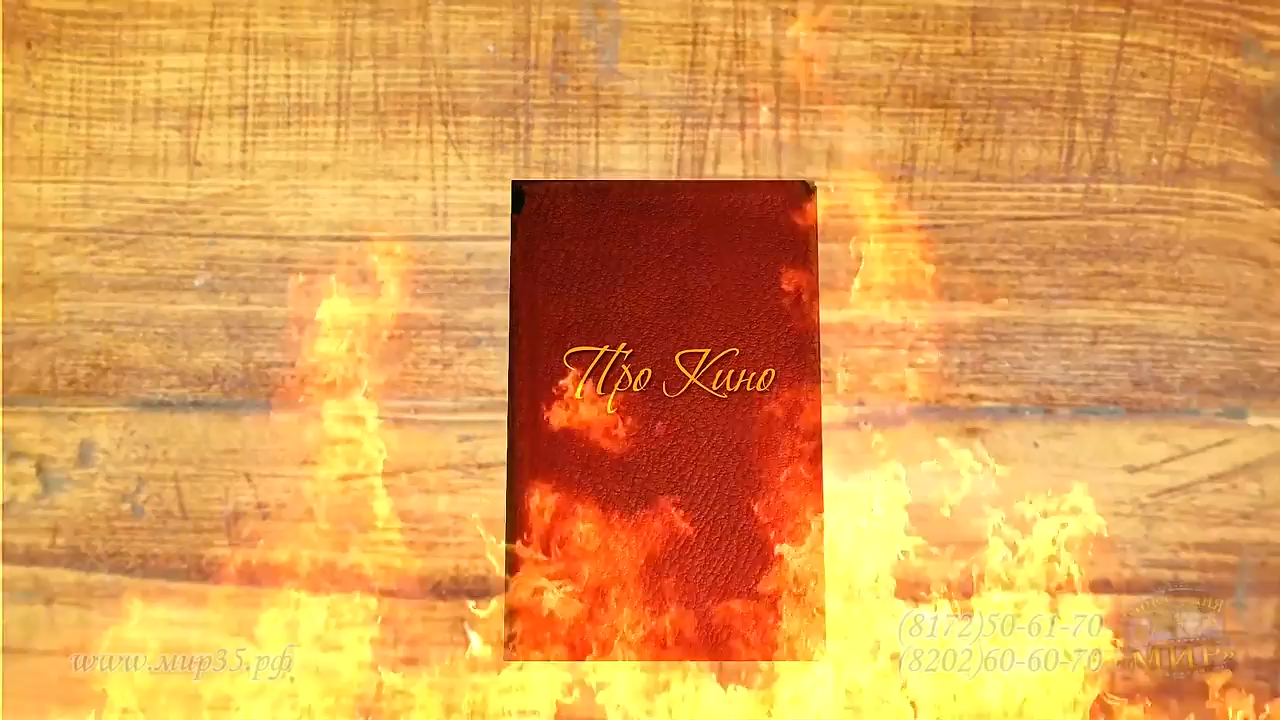 Про Кино
www.мир35.рф
(8172)50-61-70
(8202)60-60-70
МИР»